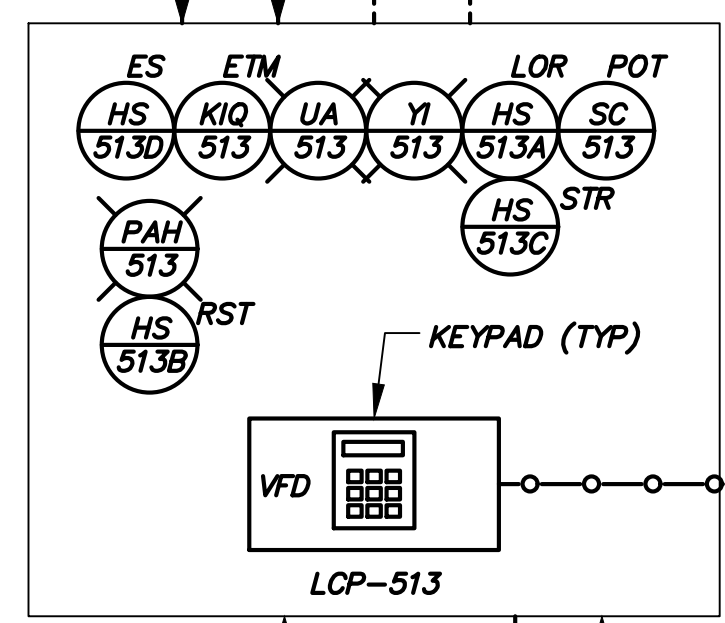 ES ETM LOR POT
HS KIQ UA YI HS SC
513D 513 513 513 513A 513
HS STR
513C
PAH
513
RST
HS
513B
KEYPAD (TYP)
VFD
LCP-513